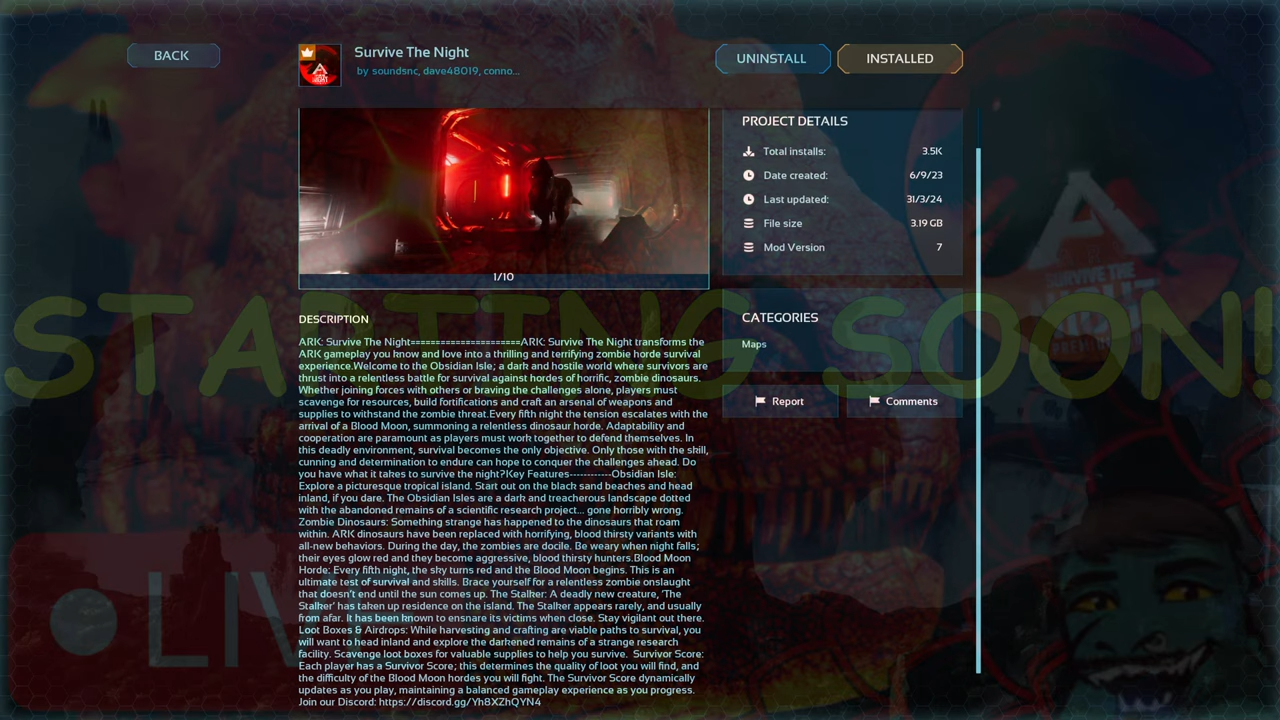 BACK
Survive The Night
by soundsnc, dave48019, conno...
UNINSTALL
INSTALLED
1/10
PROJECT DETAILS
Total installs: 3.5K
Date created: 6/9/23
Last updated: 31/3/24
File size 3.19 GB
Mod Version 7
CATEGORIES
Maps
Report
Comments
STARTING SOON!
DESCRIPTION
ARK: Survive The Night======================ARK: Survive The Night transforms the
ARK gameplay you know and love into a thrilling and terrifying zombie horde survival
experience.Welcome to the Obsidian Isle; a dark and hostile world where survivors are
thrust into a relentless battle for survival against hordes of horrific, zombie dinosaurs.
Whether joining forces with others or braving the challenges alone, players must
scavenge for resources, build fortifications and craft an arsenal of weapons and
supplies to withstand the zombie threat.Every fifth night the tension escalates with the
arrival of a Blood Moon, summoning a relentless dinosaur horde. Adaptability and
cooperation are paramount as players must work together to defend themselves. In
this deadly environment, survival becomes the only objective. Only those with the skill,
cunning and determination to endure can hope to conquer the challenges ahead. Do
you have what it takes to survive the night?Key Features------------Obsidian Isle:
Explore a picturesque tropical island. Start out on the black sand beaches and head
inland, if you dare. The Obsidian Isles are a dark and treacherous landscape dotted
with the abandoned remains of a scientific research project... gone horribly wrong.
Zombie Dinosaurs: Something strange has happened to the dinosaurs that roam
within. ARK dinosaurs have been replaced with horrifying, blood thirsty variants with
all-new behaviors. During the day, the zombies are docile. Be weary when night falls;
their eyes glow red and they become aggressive, blood thirsty hunters.Blood Moon
Horde: Every fifth night, the sky turns red and the Blood Moon begins. This is an
ultimate test of survival and skills. Brace yourself for a relentless zombie onslaught
that doesn't end until the sun comes up. The Stalker: A deadly new creature, 'The
Stalker' has taken up residence on the island. The Stalker appears rarely, and usually
from afar. It has been known to ensnare its victims when close. Stay vigilant out there.
Loot Boxes & Airdrops: While harvesting and crafting are viable paths to survival, you
will want to head inland and explore the darkened remains of a strange research
facility. Scavenge loot boxes for valuable supplies to help you survive.  Survivor Score:
Each player has a Survivor Score; this determines the quality of loot you will find, and
the difficulty of the Blood Moon hordes you will fight. The Survivor Score dynamically
updates as you play, maintaining a balanced gameplay experience as you progress.
Join our Discord: https://discord.gg/Yh8XZhQYN4
LIV
SURVIVE THE